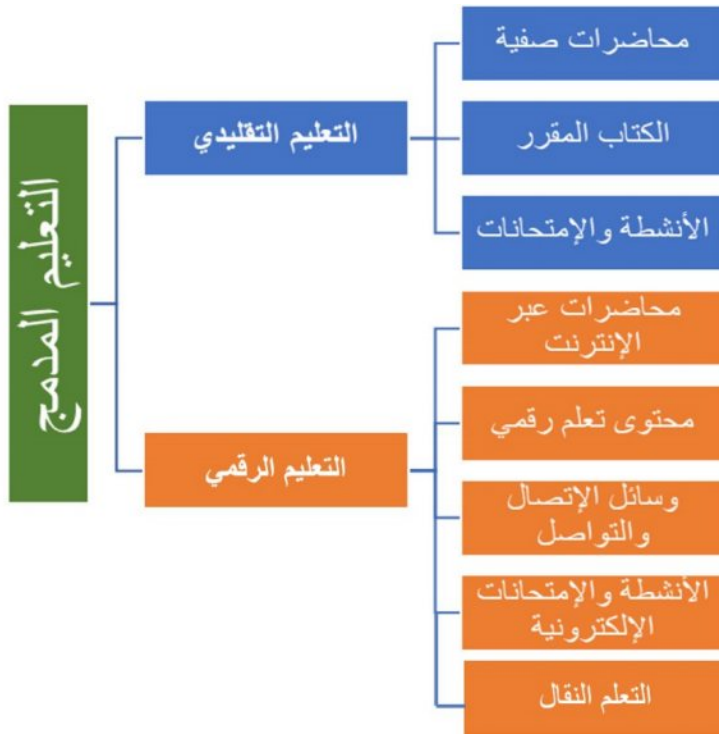 التعليم المدمج
التعليم التقليدي
محاضرات صفية
الكتاب المقرر
الأنشطة والإمتحانات
التعليم الرقمي
محاضرات عبر
الإنترنت
محتوى تعلم رقمي
وسائل الإتصال
والتواصل
الأنشطة والإمتحانات
الإلكترونية
التعلم النقال